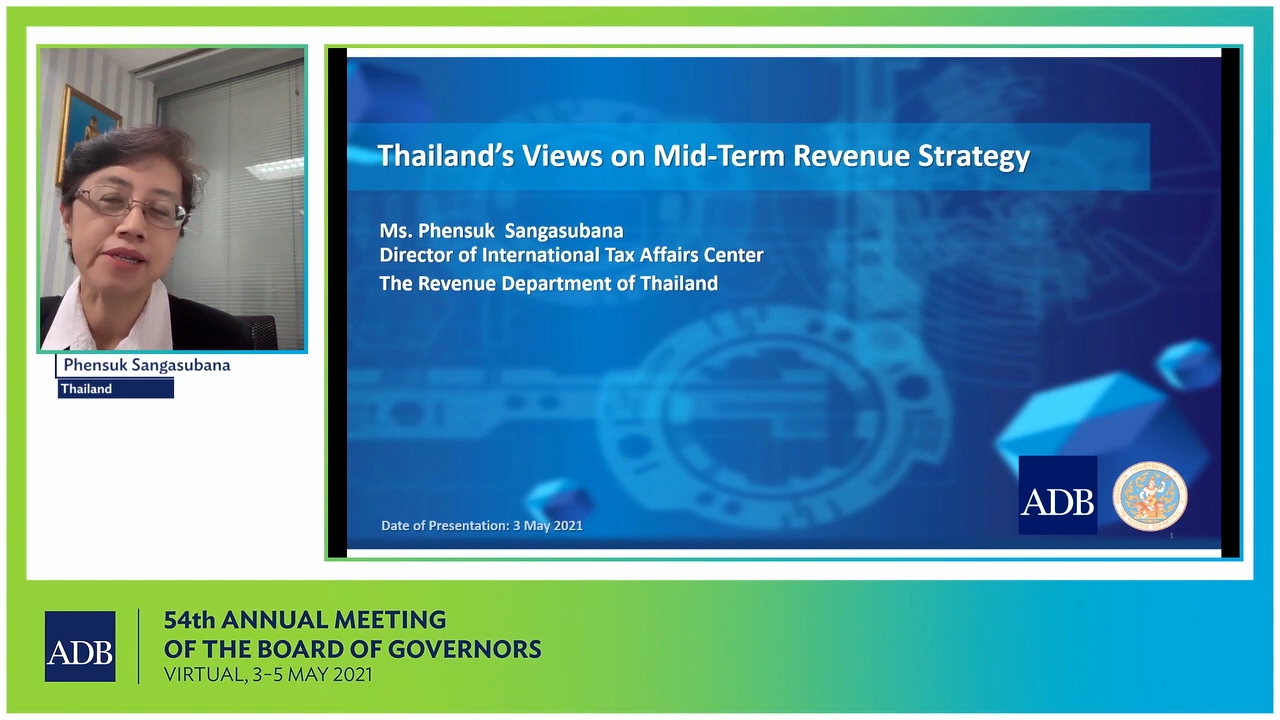 Thailand's Views on Mid-Term Revenue Strategy
Ms. Phensuk Sangasubana
Director of International Tax Affairs Center
The Revenue Department of Thailand
Date of Presentation: 3 May 2021
ADB
1
Phensuk Sangasubana
Thailand
ADB
54th ANNUAL MEETING
OF THE BOARD OF GOVERNORS
VIRTUAL, 3–5 MAY 2021